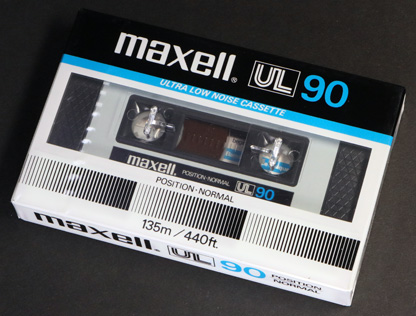 maxell® UL 90
ULTRA LOW NOISE CASSETTE
maxell. POSITION·NORMAL UL 90
POSITION·NORMAL
135m/440ft.
maxell UL 90 POSITION
NORMAL